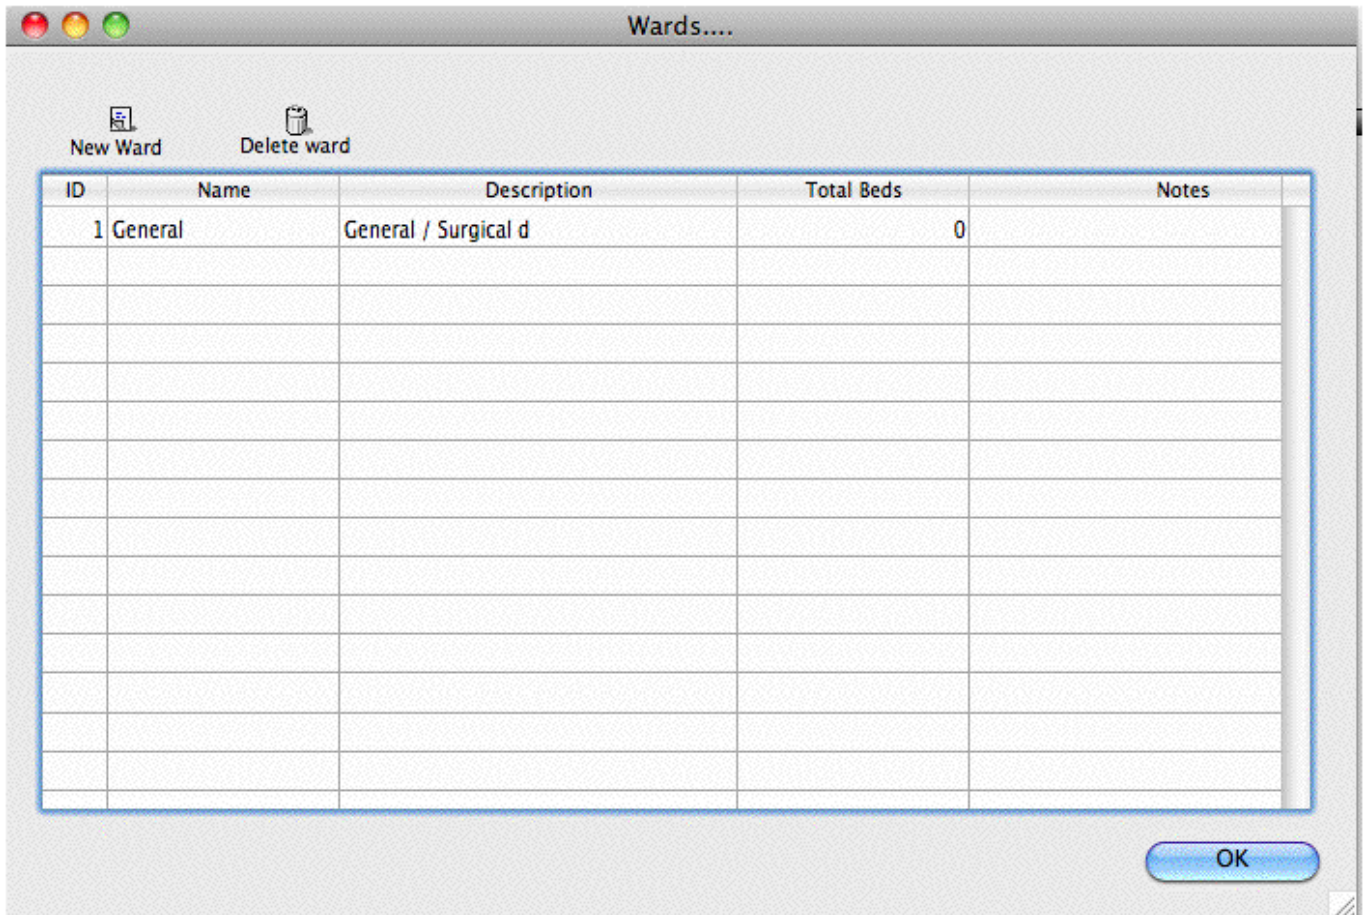 Wards....
New Ward Delete ward
ID Name Description Total Beds Notes
1 General General / Surgical d 0
OK